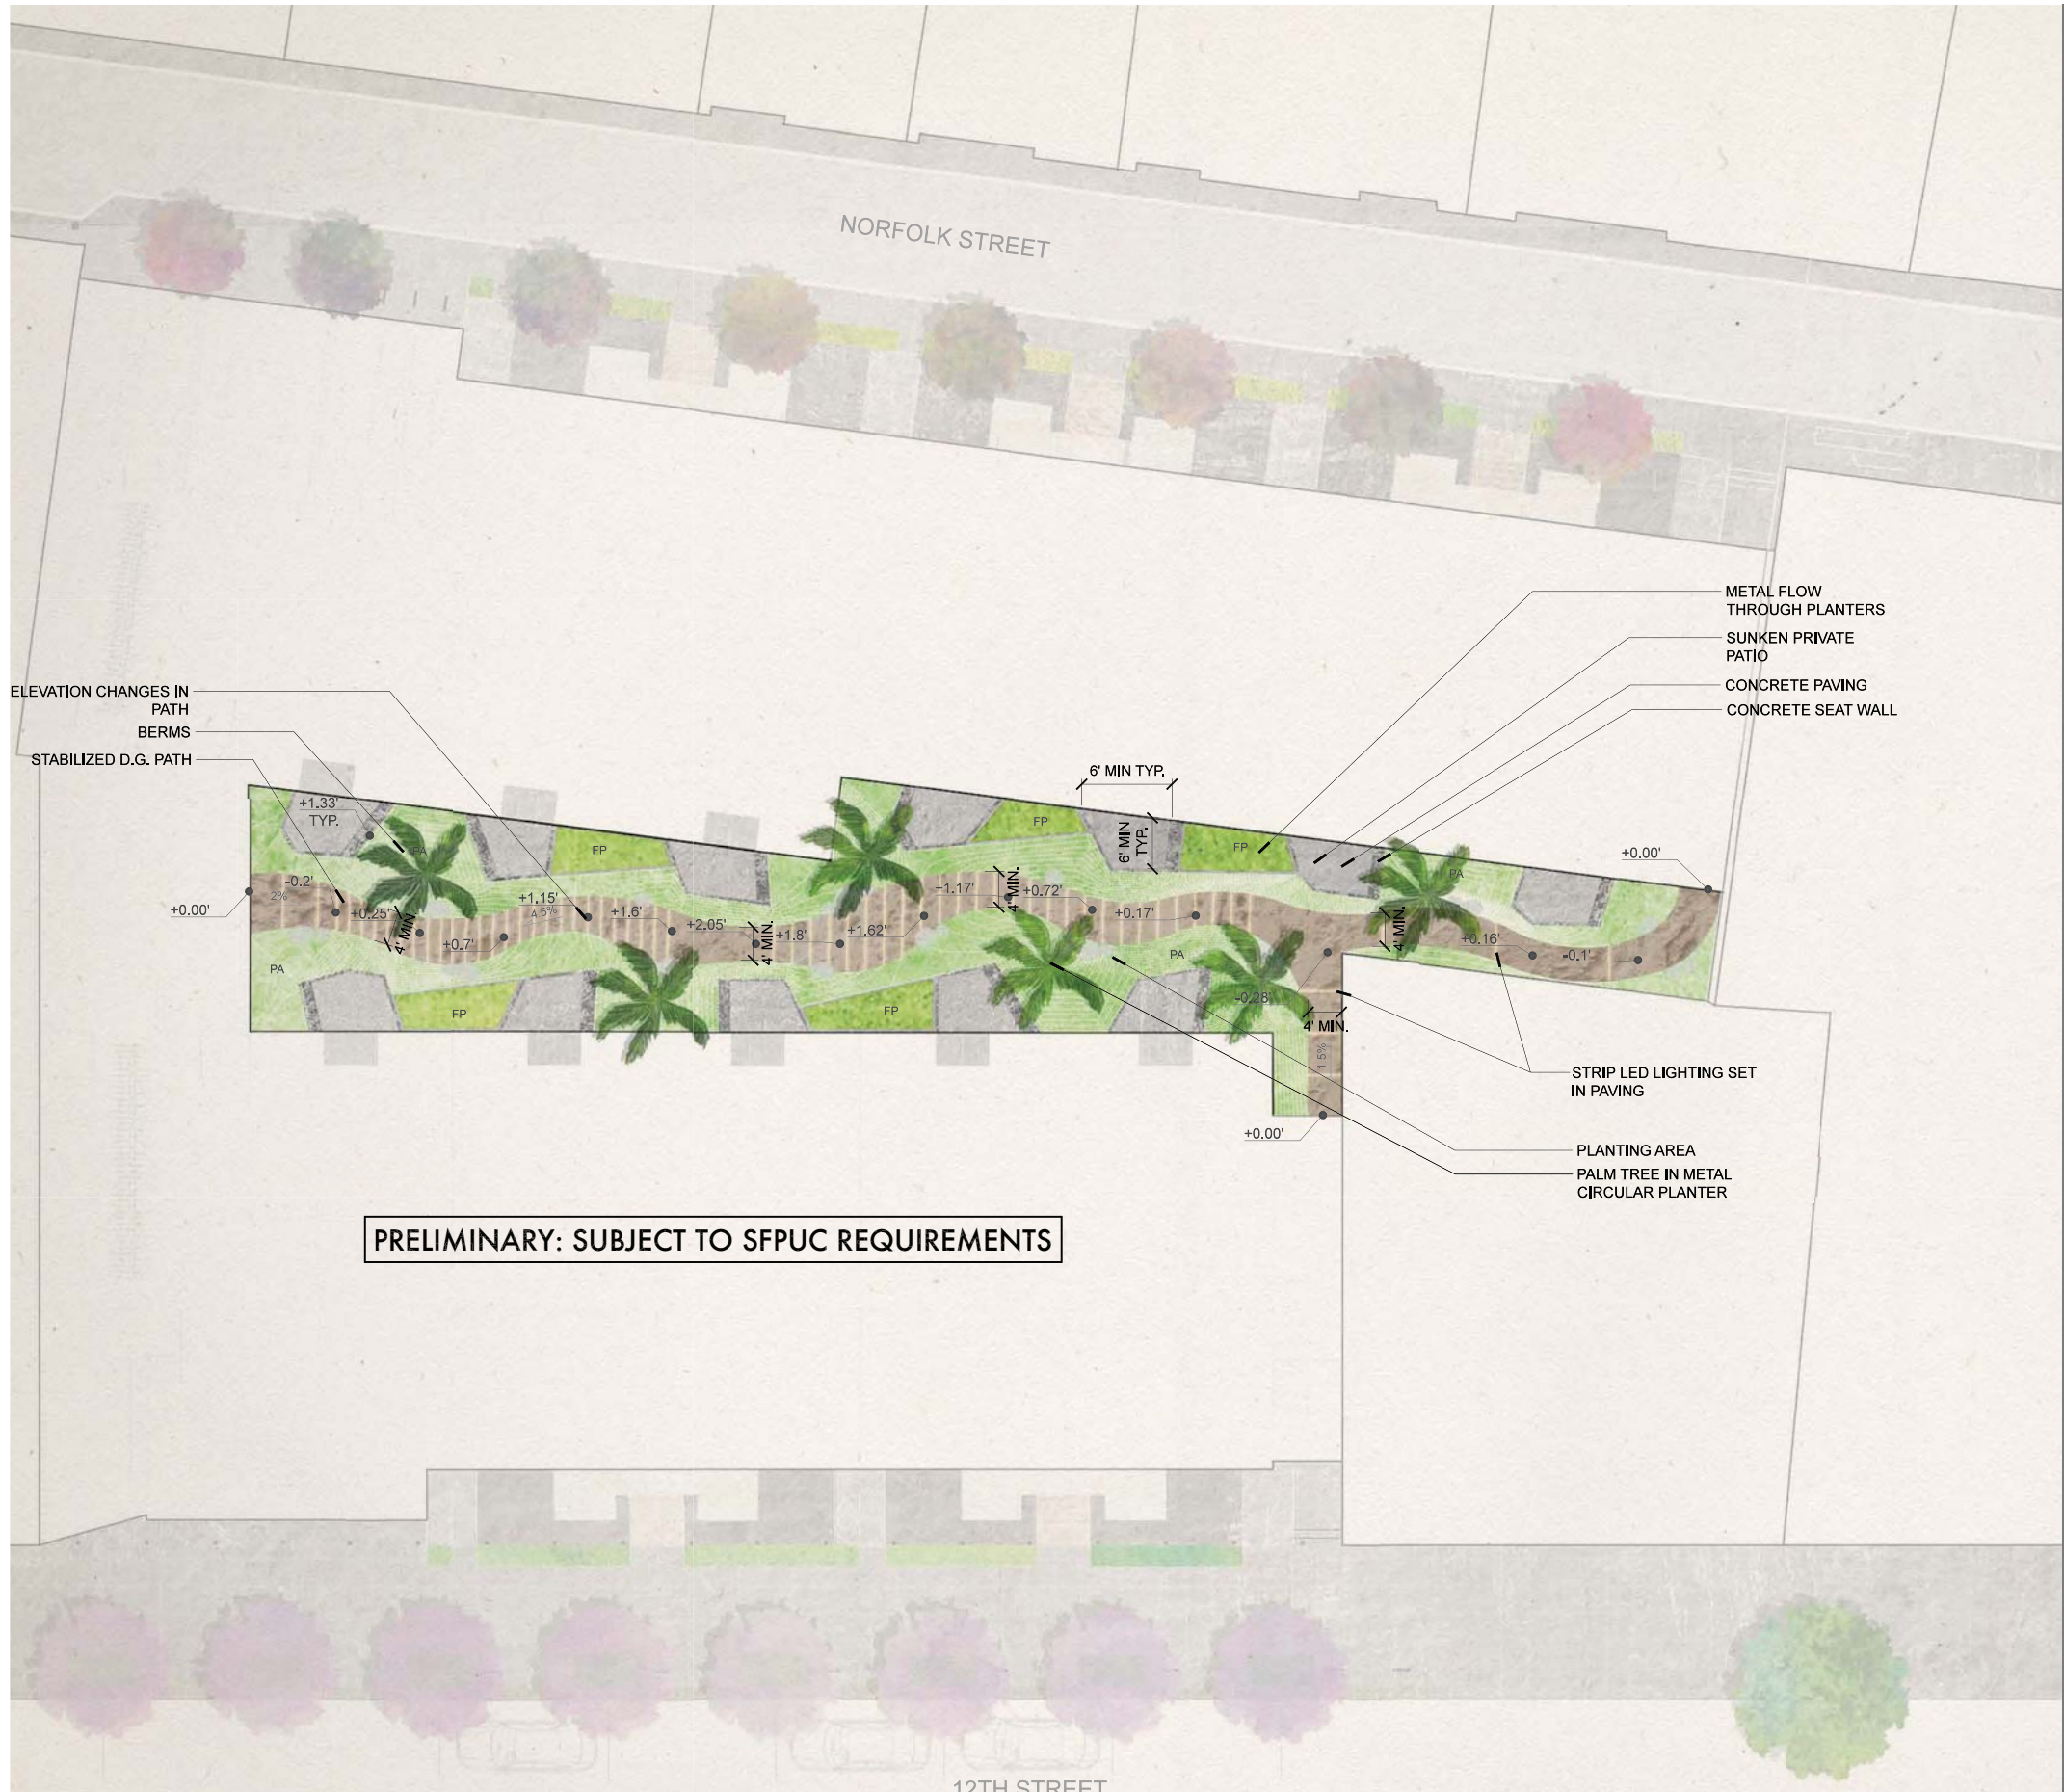 NORFOLK STREET
METAL FLOW
THROUGH PLANTERS
SUNKEN PRIVATE
PATIO
CONCRETE PAVING
CONCRETE SEAT WALL
ELEVATION CHANGES IN
PATH
BERMS
STABILIZED D.G. PATH
6' MIN TYP.
+1.33'
TYP.
PA
FP
FP
6' MIN
TYP.
FP
PA
+0.00'
+0.00'
-0.2'
2%
+0.25'
4' MIN
+0.7'
+1.15'
4.5%
+1.6'
+2.05'
4' MIN.
+1.8'
+1.62'
+1.17'
4' MIN.
+0.72'
+0.17'
4' MIN.
+0.16'
-0.1'
PA
PA
FP
FP
-0.28'
4' MIN.
1.5%
+0.00'
STRIP LED LIGHTING SET
IN PAVING
PLANTING AREA
PALM TREE IN METAL
CIRCULAR PLANTER
PRELIMINARY: SUBJECT TO SFPUC REQUIREMENTS
12TH STREET